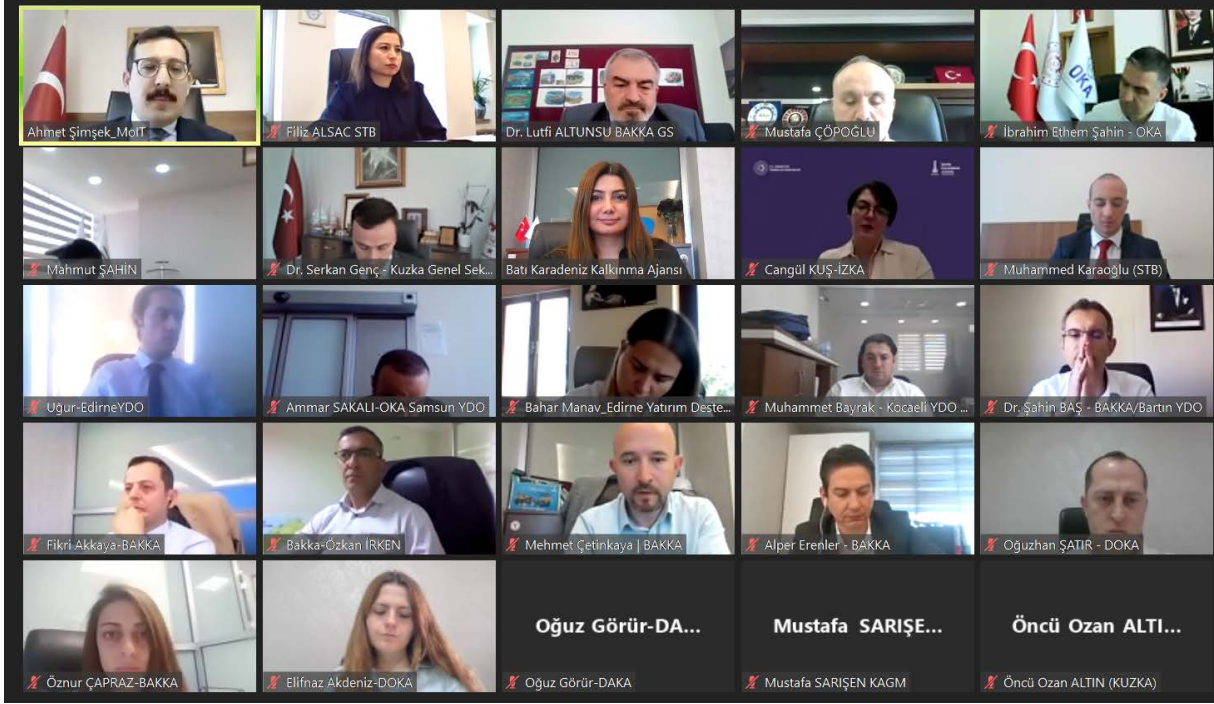 Ahmet Şimşek_MoIT
Filiz ALSAC STB
Dr. Lutfi ALTUNSU BAKKA GS
Mustafa ÇÖPOĞLU
OKA
İbrahim Ethem Şahin - OKA
Mahmut ŞAHİN
Dr. Serkan Genç - Kuzka Genel Sek...
Batı Karadeniz Kalkınma Ajansı
Cangül KUŞ-İZKA
Muhammed Karaoğlu (STB)
Uğur-EdirneYDO
Ammar SAKALI-OKA Samsun YDO
Bahar Manav_Edirne Yatırım Deste...
Muhammet Bayrak - Kocaeli YDO ...
Dr. Şahin BAŞ - BAKKA/Bartın YDO
Fikri Akkaya-BAKKA
Bakka-Özkan İRKEN
Mehmet Çetinkaya | BAKKA
Alper Erenler - BAKKA
Oğuzhan ŞATIR - DOKA
Öznur ÇAPRAZ-BAKKA
Elifnaz Akdeniz-DOKA
Oğuz Görür-DA...
Oğuz Görür-DAKA
Mustafa SARIŞE...
Mustafa SARIŞEN KAGM
Öncü Ozan ALTI...
Öncü Ozan ALTIN (KUZKA)